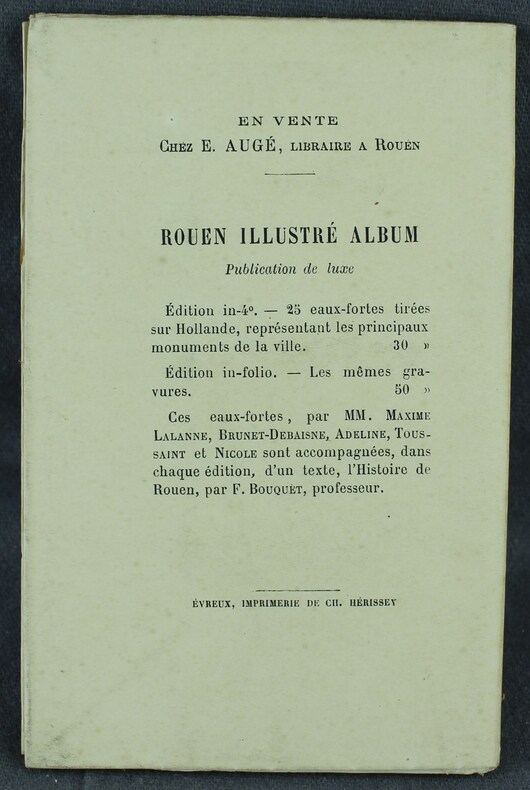 EN VENTE
CHEZ E. AUGÉ, LIBRAIRE A ROUEN
ROUEN ILLUSTRÉ ALBUM
Publication de luxe
Édition in-4º. — 25 eaux-fortes tirées
sur Hollande, représentant les principaux
monuments de la ville. 30 »
Édition in-folio. — Les mêmes gra-
vures. 50 »
Ces eaux-fortes, par MM. MAXIME
LALANNE, BRUNET-DEBAISNE, ADELINE, TOUS-
SAINT et NICOLE sont accompagnées, dans
chaque édition, d'un texte, l'Histoire de
Rouen, par F. BOUQUET, professeur.
ÉVREUX, IMPRIMERIE DE CH. HÉRISSEY